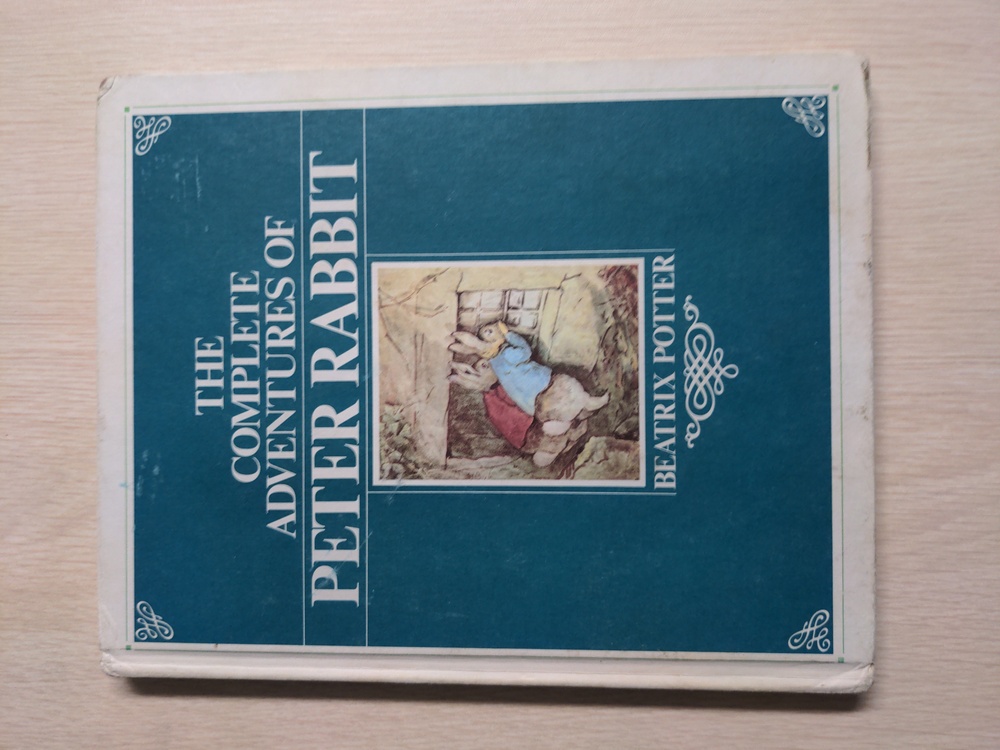 THE
COMPLETE
ADVENTURES OF
PETER RABBIT
BEATRIX POTTER